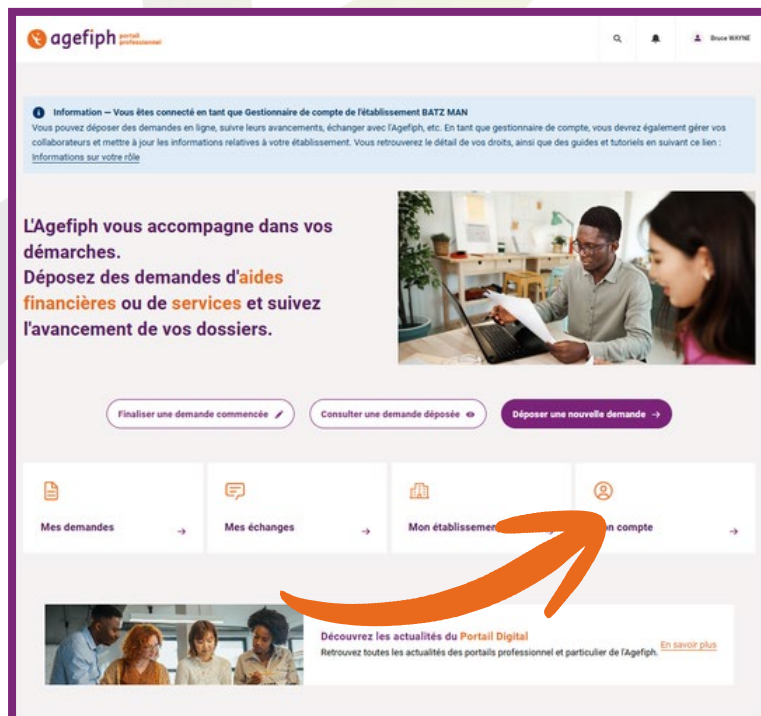 agefiph portail professionnel
Bruce WAYNE
Information — Vous êtes connecté en tant que Gestionnaire de compte de l'établissement BATZ MAN
Vous pouvez déposer des demandes en ligne, suivre leurs avancements, échanger avec l'Agefiph, etc. En tant que gestionnaire de compte, vous devrez également gérer vos
collaborateurs et mettre à jour les informations relatives à votre établissement. Vous retrouverez le détail de vos droits, ainsi que des guides et tutoriels en suivant ce lien :
Informations sur votre rôle
L'Agefiph vous accompagne dans vos
démarches.
Déposez des demandes d'aides
financières ou de services et suivez
l'avancement de vos dossiers.
Finaliser une demande commencée
Consulter une demande déposée
Déposer une nouvelle demande →
Mes demandes →
Mes échanges →
Mon établissemen
on compte →
Découvrez les actualités du Portail Digital
Retrouvez toutes les actualités des portails professionnel et particulier de l'Agefiph.
En savoir plus